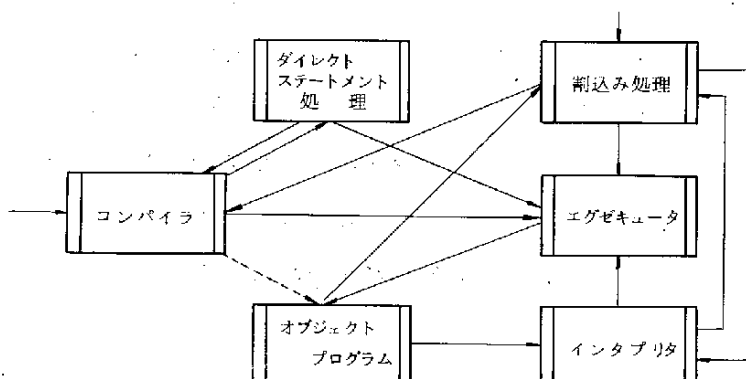 ダイレクト
ステートメント
処理
割込み処理
コンパイラ
エグゼキュータ
オブジェクト
プログラム
インタプリタ